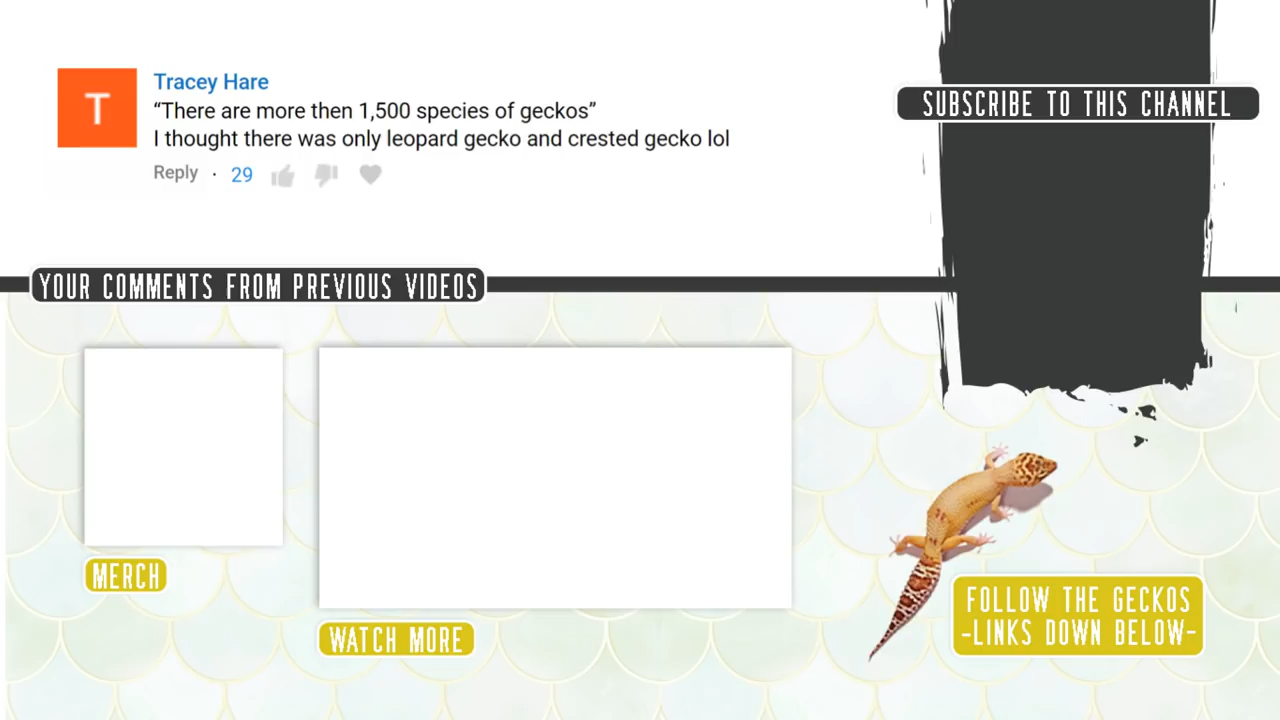 T
Tracey Hare
“There are more then 1,500 species of geckos”
I thought there was only leopard gecko and crested gecko lol
Reply · 29
SUBSCRIBE TO THIS CHANNEL
YOUR COMMENTS FROM PREVIOUS VIDEOS
MERCH
WATCH MORE
FOLLOW THE GECKOS
-LINKS DOWN BELOW-